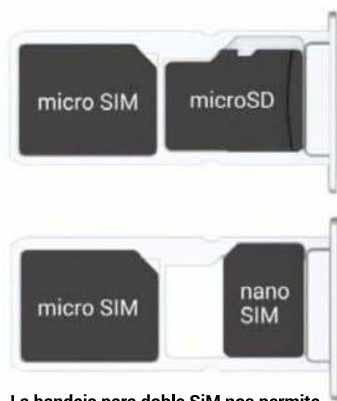 micro SIM
microSD
micro SIM
nano
SIM
La bandeja para doble SiM nos permite